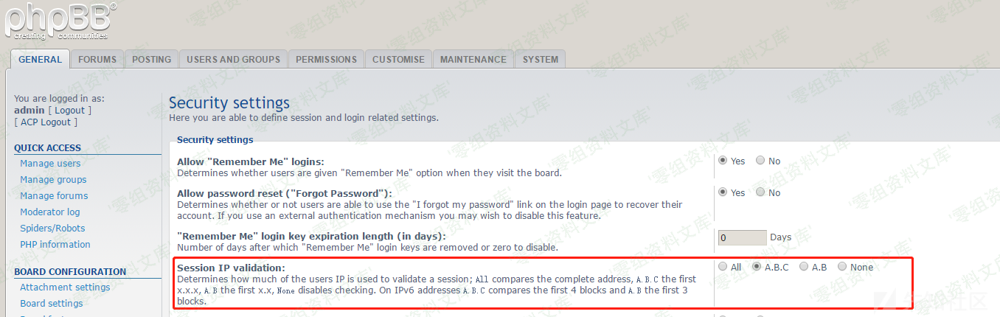 phpBB®
creating communities
GENERAL FORUMS POSTING USERS AND GROUPS PERMISSIONS CUSTOMISE MAINTENANCE SYSTEM
You are logged in as:
admin [ Logout ]
[ ACP Logout ]
QUICK ACCESS
Manage users
Manage groups
Manage forums
Moderator log
Spiders/Robots
PHP information
BOARD CONFIGURATION
Attachment settings
Board settings
Security settings
Here you are able to define session and login related settings.
Security settings
Allow "Remember Me" logins: Yes No
Determines whether users are given "Remember Me" option when they visit the board.
Allow password reset ("Forgot Password"): Yes No
Determines whether or not users are able to use the "I forgot my password" link on the login page to recover their
account. If you use an external authentication mechanism you may wish to disable this feature.
"Remember Me" login key expiration length (in days): 0 Days
Number of days after which "Remember Me" login keys are removed or zero to disable.
Session IP validation: All A.B.C A.B None
Determines how much of the users IP is used to validate a session; All compares the complete address, A.B.C the first
x.x.x, A.B the first x.x, None disables checking. On IPv6 addresses A.B.C compares the first 4 blocks and A.B the first 3
blocks.
'零组资料文库'